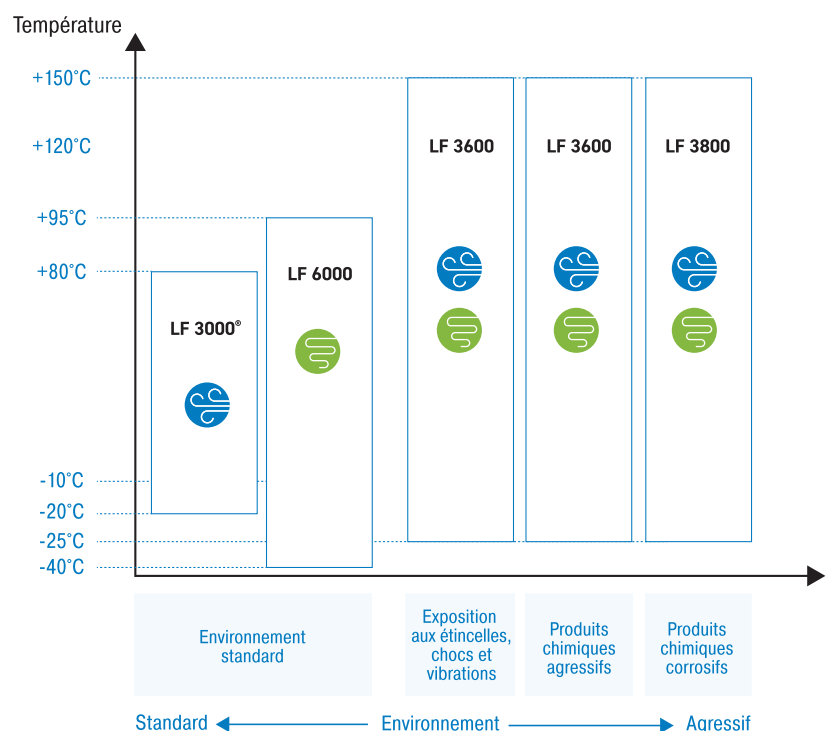 Température
+150°C
+120°C
+95°C
+80°C
-10°C
-20°C
-25°C
-40°C
LF 3000®
LF 6000
LF 3600
LF 3600
LF 3800
Environnement
standard
Exposition
aux étincelles,
chocs et
vibrations
Produits
chimiques
agressifs
Produits
chimiques
corrosifs
Standard
Environnement
Agressif